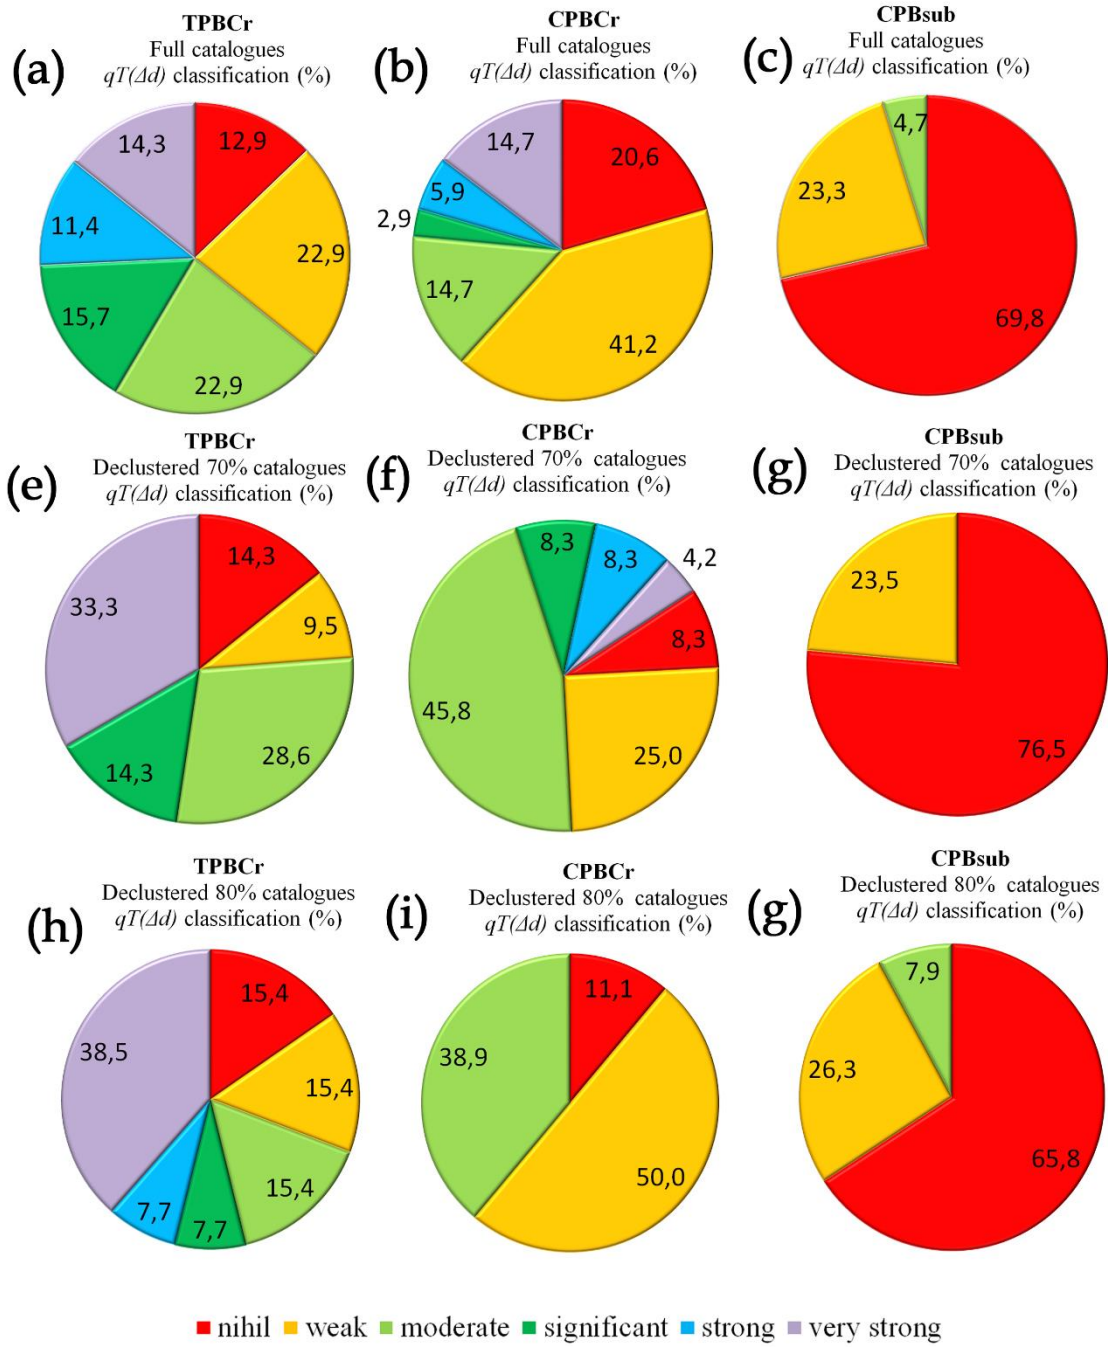 (a)
TPBCr
Full catalogues
qT(Δd) classification (%)
14,3
12,9
11,4
22,9
15,7
22,9
(b)
CPBCr
Full catalogues
qT(Δd) classification (%)
14,7
20,6
5,9
2,9
14,7
41,2
(c)
CPBsub
Full catalogues
qT(Δd) classification (%)
4,7
23,3
69,8
(e)
TPBCr
Declustered 70% catalogues
qT(Δd) classification (%)
14,3
33,3
9,5
28,6
14,3
(f)
CPBCr
Declustered 70% catalogues
qT(Δd) classification (%)
8,3
8,3
4,2
8,3
45,8
25,0
(g)
CPBsub
Declustered 70% catalogues
qT(Δd) classification (%)
23,5
76,5
(h)
TPBCr
Declustered 80% catalogues
qT(Δd) classification (%)
15,4
38,5
15,4
15,4
7,7
7,7
(i)
CPBCr
Declustered 80% catalogues
qT(Δd) classification (%)
11,1
38,9
50,0
(g)
CPBsub
Declustered 80% catalogues
qT(Δd) classification (%)
7,9
26,3
65,8
nihil weak moderate significant strong very strong